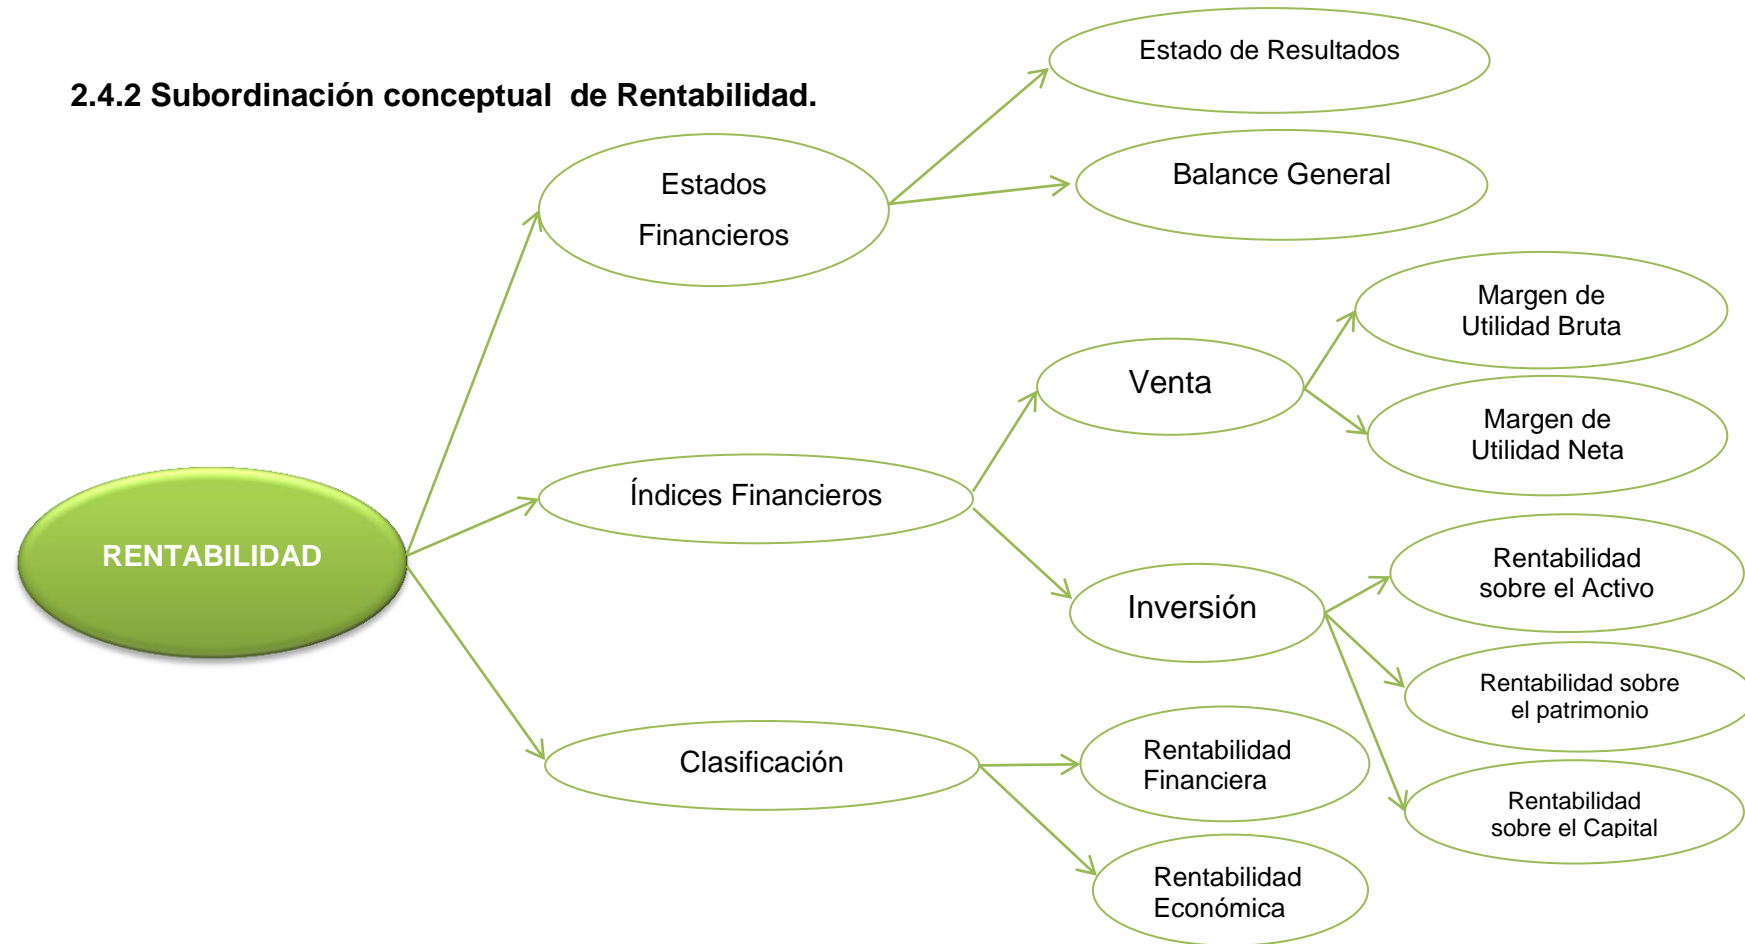 2.4.2 Subordinación conceptual  de Rentabilidad.
Estado de Resultados
Estados
Financieros
Balance General
Margen de
Utilidad Bruta
Venta
Margen de
Utilidad Neta
Índices Financieros
RENTABILIDAD
Rentabilidad
sobre el Activo
Inversión
Rentabilidad sobre
el patrimonio
Clasificación
Rentabilidad
Financiera
Rentabilidad
sobre el Capital
Rentabilidad
Económica